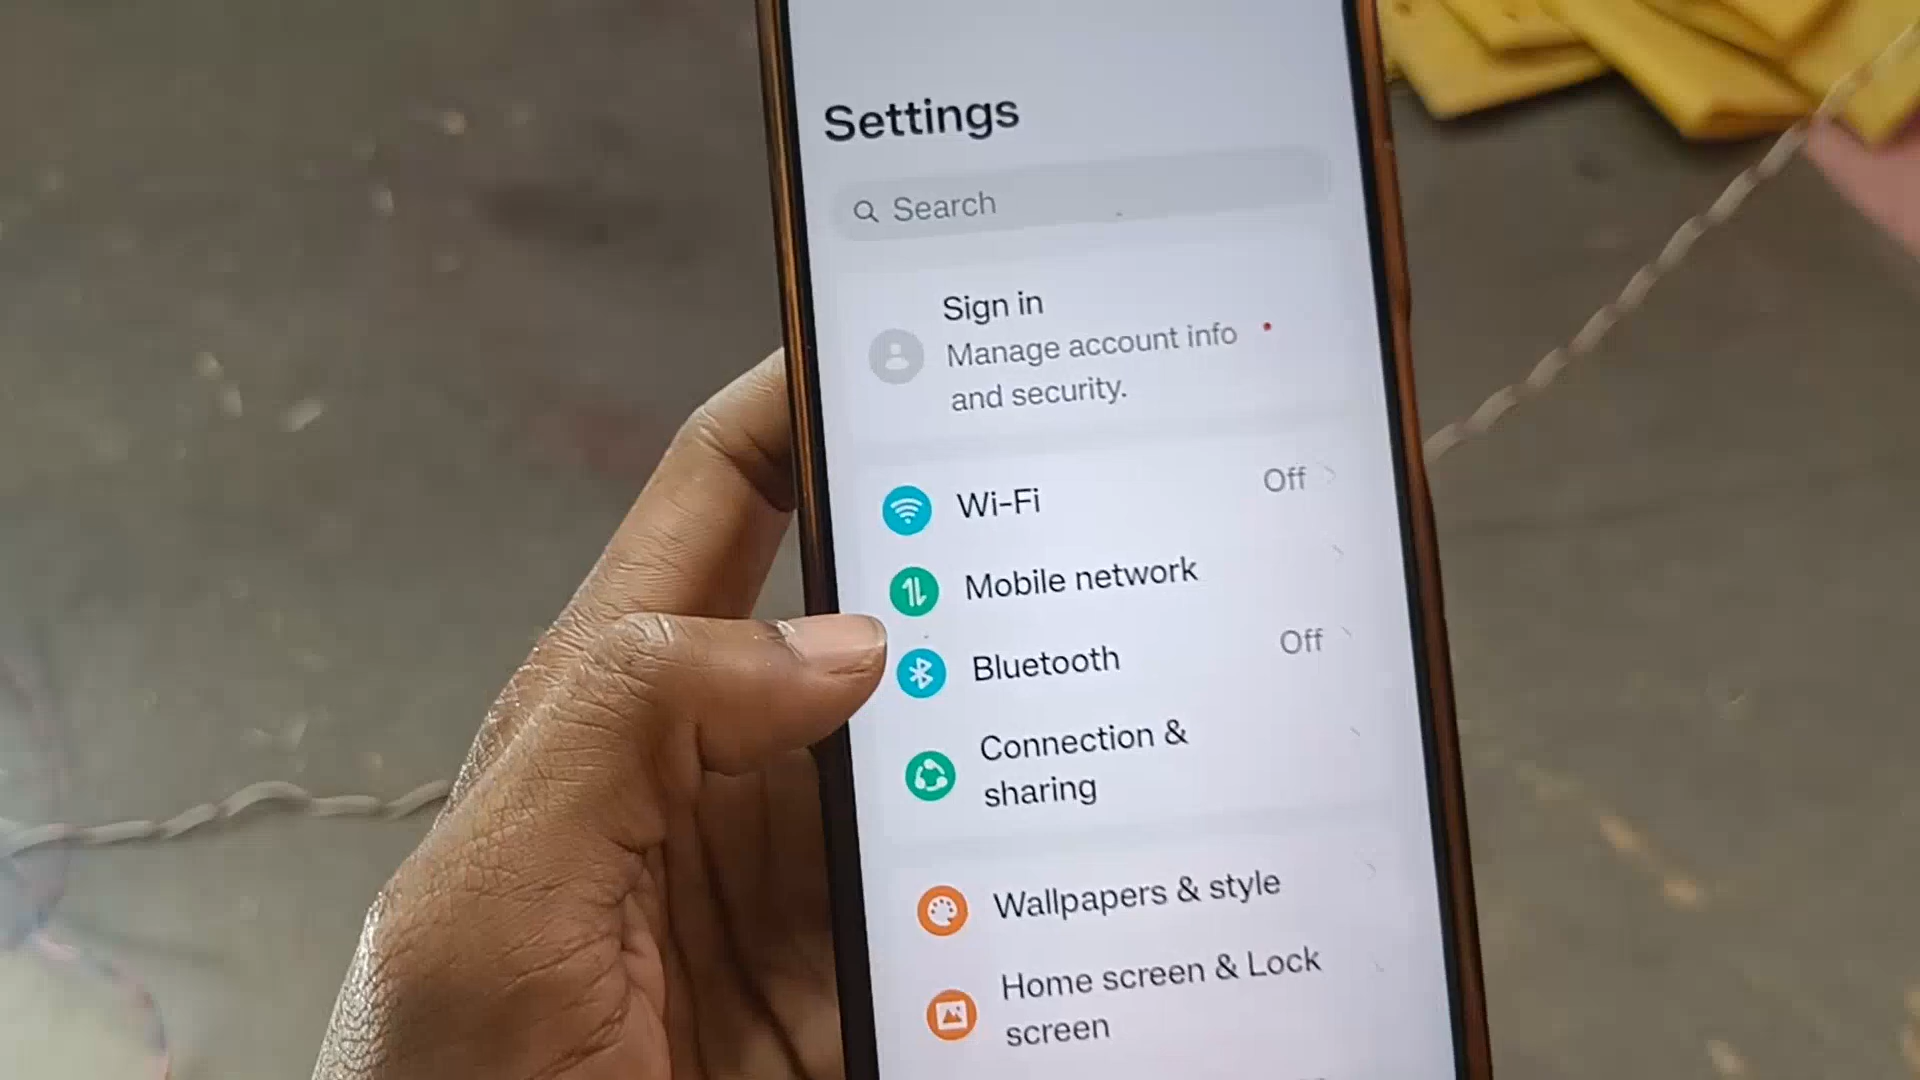 Settings
Search
Sign in
Manage account info
and security.
Wi-Fi Off
Mobile network
Bluetooth Off
Connection &
sharing
Wallpapers & style
Home screen & Lock
screen